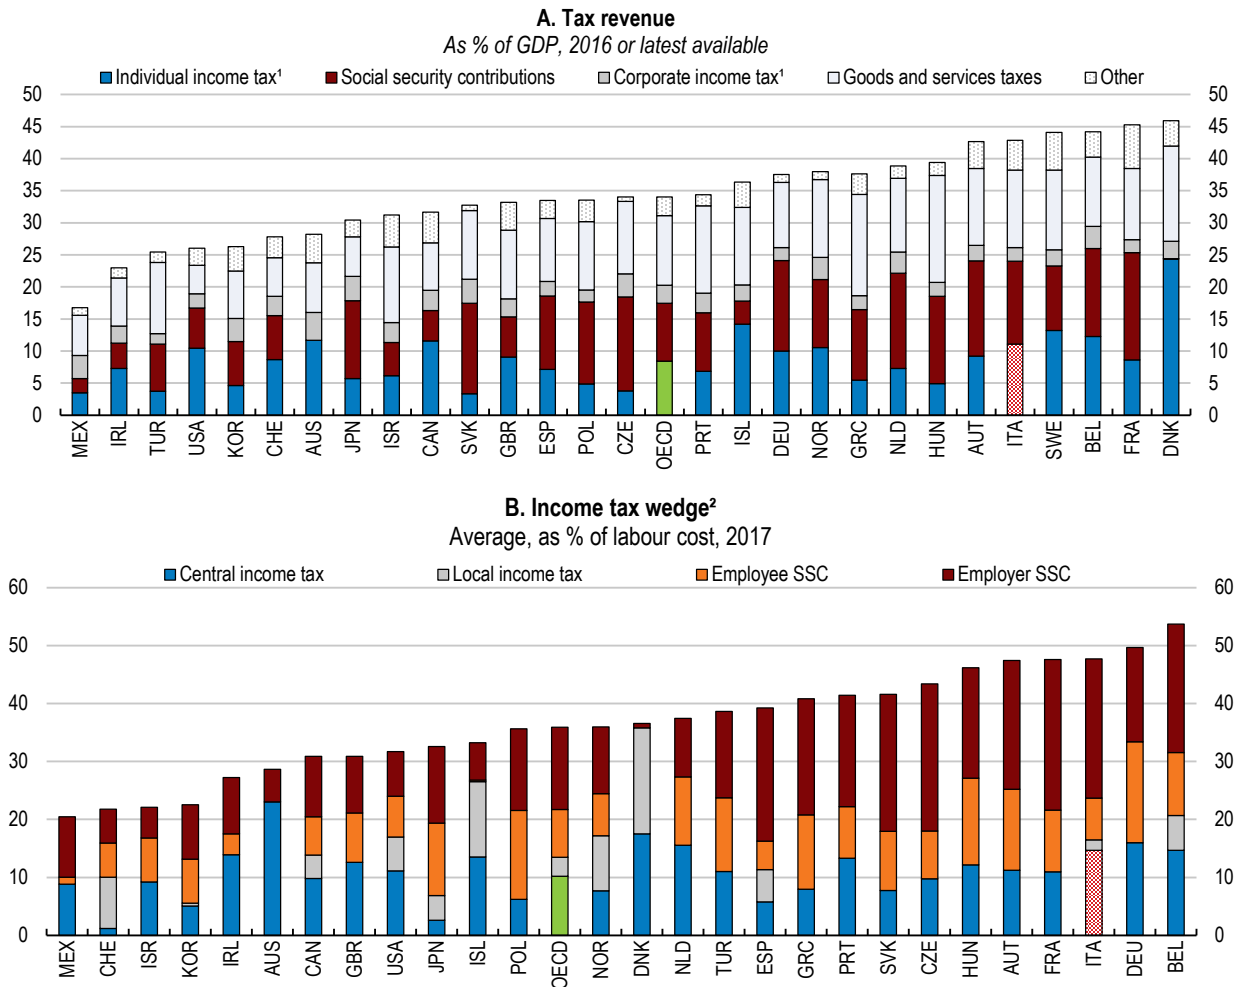 A. Tax revenue
As % of GDP, 2016 or latest available
Individual income tax¹ Social security contributions Corporate income tax¹ Goods and services taxes Other
50 50
45 45
40 40
35 35
30 30
25 25
20 20
15 15
10 10
5 5
0 0
MEX IRL TUR USA KOR CHE AUS JPN ISR CAN SVK GBR ESP POL CZE OECD PRT ISL DEU NOR GRC NLD HUN AUT ITA SWE BEL FRA DNK
B. Income tax wedge²
Average, as % of labour cost, 2017
Central income tax Local income tax Employee SSC Employer SSC
60 60
50 50
40 40
30 30
20 20
10 10
0 0
MEX CHE ISR KOR IRL AUS CAN GBR USA JPN ISL POL OECD NOR DNK NLD TUR ESP GRC PRT SVK CZE HUN AUT FRA ITA DEU BEL